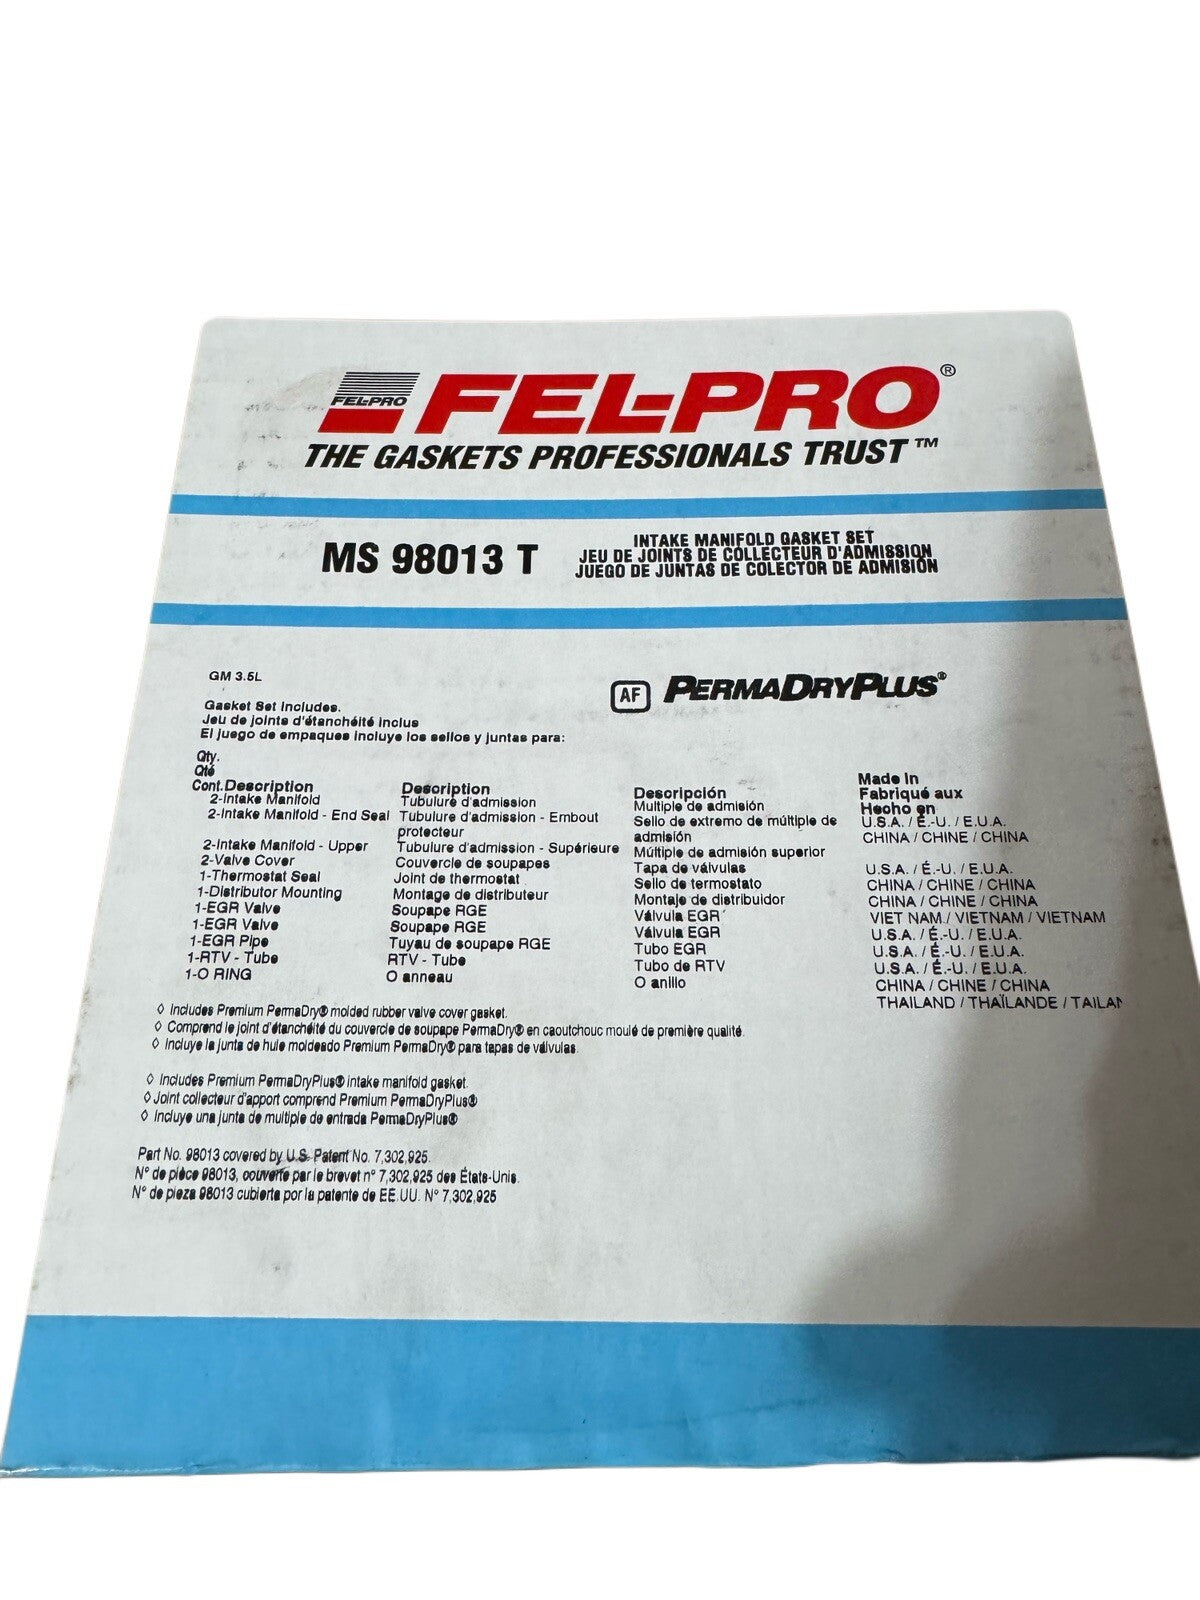 FEL-PRO
FEL-PRO®
THE GASKETS PROFESSIONALS TRUST™
MS 98013 T
INTAKE MANIFOLD GASKET SET
JEU DE JOINTS DE COLLECTEUR D'ADMISSION
JUEGO DE JUNTAS DE COLECTOR DE ADMISIÓN
GM 3.5L
AF PERMADRYPLUS®
Gasket Set Includes.
Jeu de joints d'étanchéité inclus
El juego de empaques incluye los sellos y juntas para:
Qty.
Qté
Cont. Description Description Descripción
Made in
Fabriqué aux
Hecho en
2-Intake Manifold Tubulure d'admission Multiple de admisión U.S.A. / É.-U. / E.U.A.
2-Intake Manifold - End Seal Tubulure d'admission - Embout Sello de extremo de múltiple de CHINA / CHINE / CHINA
protecteur admisión
2-Intake Manifold - Upper Tubulure d'admission - Supérieure Múltiple de admisión superior U.S.A. / É.-U. / E.U.A.
2-Valve Cover Couvercle de soupapes Tapa de válvulas CHINA / CHINE / CHINA
1-Thermostat Seal Joint de thermostat Sello de termostato CHINA / CHINE / CHINA
1-Distributor Mounting Montage de distributeur Montaje de distribuidor VIET NAM / VIETNAM / VIETNAM
1-EGR Valve Soupape RGE Válvula EGR U.S.A. / É.-U. / E.U.A.
1-EGR Valve Soupape RGE Válvula EGR U.S.A. / É.-U. / E.U.A.
1-EGR Pipe Tuyau de soupape RGE Tubo EGR U.S.A. / É.-U. / E.U.A.
1-RTV - Tube RTV - Tube Tubo de RTV CHINA / CHINE / CHINA
1-O RING O anneau O anillo THAILAND / THAÏLANDE / TAILAN
◊ Includes Premium PermaDry® molded rubber valve cover gasket.
◊ Comprend le joint d'étanchéité du couvercle de soupape PermaDry® en caoutchouc moulé de première qualité.
◊ Incluye la junta de hule moldeado Premium PermaDry® para tapas de válvulas.
◊ Includes Premium PermaDryPlus® intake manifold gasket.
◊ Joint collecteur d'apport comprend Premium PermaDryPlus®
◊ Incluye una junta de multiple de entrada PermaDryPlus®
Part No. 98013 covered by U.S. Patent No. 7,302,925.
N° de pièce 98013, couverte par le brevet n° 7,302,925 des États-Unis.
N° de pieza 98013 cubierta por la patente de EE.UU. N° 7,302,925